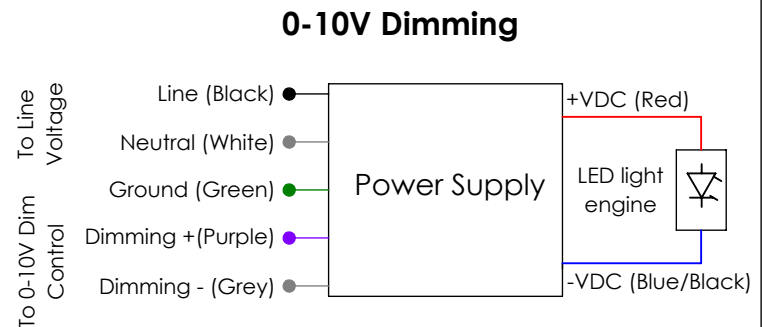 0-10V Dimming
To Line
Voltage
Line (Black)
Neutral (White)
Ground (Green)
To 0-10V Dim
Control
Dimming +(Purple)
Dimming - (Grey)
Power Supply
+VDC (Red)
LED light
engine
-VDC (Blue/Black)